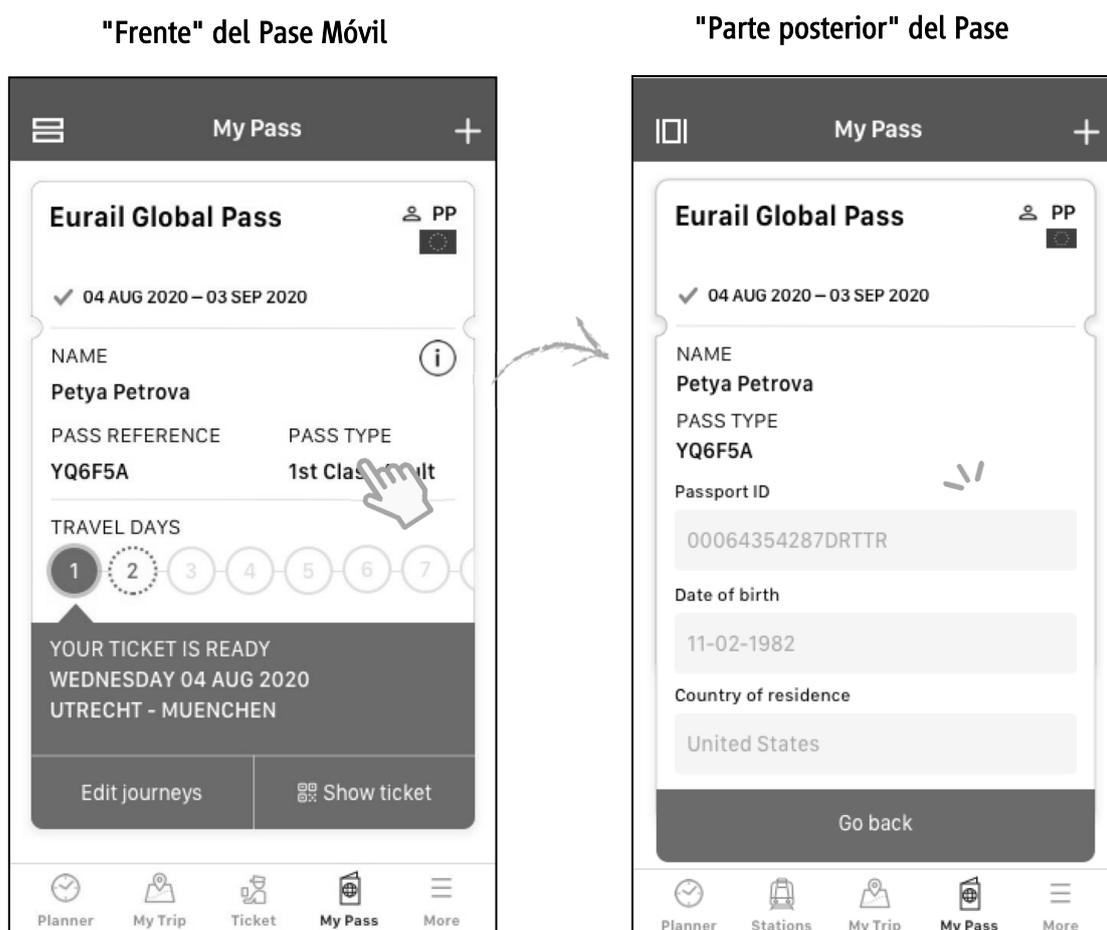 "Frente" del Pase Móvil
My Pass
Eurail Global Pass
PP
04 AUG 2020 – 03 SEP 2020
NAME
i
Petya Petrova
PASS REFERENCE PASS TYPE
YQ6F5A 1st Clas
TRAVEL DAYS
1 2 3 4 5 6 7
YOUR TICKET IS READY
WEDNESDAY 04 AUG 2020
UTRECHT - MUENCHEN
Edit journeys Show ticket
Planner My Trip Ticket My Pass More
"Parte posterior" del Pase
My Pass
Eurail Global Pass
PP
04 AUG 2020 – 03 SEP 2020
NAME
Petya Petrova
PASS TYPE
YQ6F5A
Passport ID
00064354287DRTTR
Date of birth
11-02-1982
Country of residence
United States
Go back
Planner Stations My Trip My Pass More